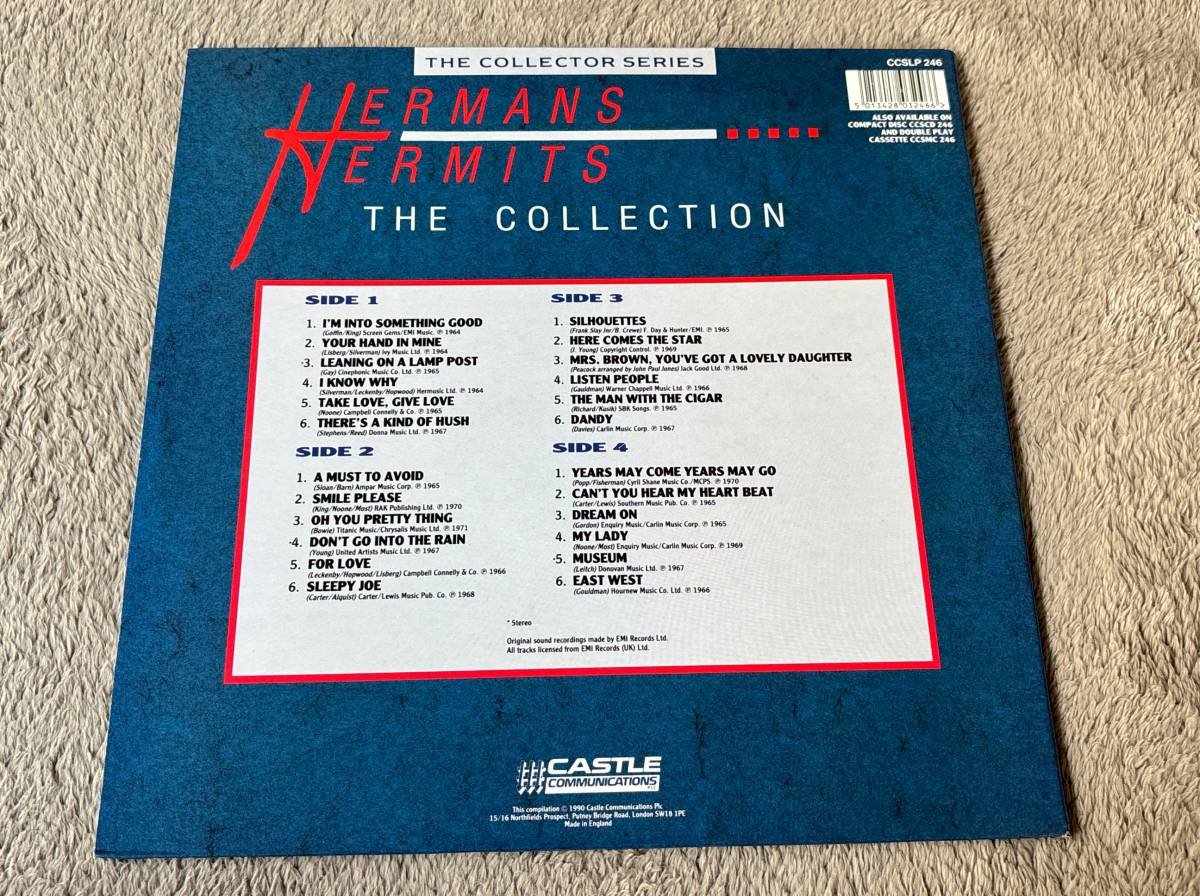 THE COLLECTOR SERIES
CCSLP 246
5 013428 032466 >
ALSO AVAILABLE ON
COMPACT DISC CCSCD 246
AND DOUBLE PLAY
CASSETTE CCSMC 246
HERMANS
HERMITS
THE COLLECTION
SIDE 1
1. I'M INTO SOMETHING GOOD
(Goffin/King) Screen Gems/EMI Music. ℗ 1964
2. YOUR HAND IN MINE
(Lisberg/Silverman) Ivy Music Ltd. ℗ 1964
*3. LEANING ON A LAMP POST
(Gay) Cinephonic Music Co. Ltd. ℗ 1965
4. I KNOW WHY
(Silverman/Leckenby/Hopwood) Hermusic Ltd. ℗ 1964
5. TAKE LOVE, GIVE LOVE
(Noone) Campbell Connelly & Co. ℗ 1965
6. THERE'S A KIND OF HUSH
(Stephens/Reed) Donna Music Ltd. ℗ 1967
SIDE 2
1. A MUST TO AVOID
(Sloan/Barn) Ampar Music Corp. ℗ 1965
2. SMILE PLEASE
(King/Noone/Most) RAK Publishing Ltd. ℗ 1970
3. OH YOU PRETTY THING
(Bowie) Titanic Music/Chrysalis Music Ltd. ℗ 1971
*4. DON'T GO INTO THE RAIN
(Young) United Artists Music Ltd. ℗ 1967
5. FOR LOVE
(Leckenby/Hopwood/Lisberg) Campbell Connelly & Co. ℗ 1966
6. SLEEPY JOE
(Carter/Alquist) Carter/Lewis Music Pub. Co. ℗ 1968
SIDE 3
1. SILHOUETTES
(Frank Slay Inr/B. Crewe) F. Day & Hunter/EMI. ℗ 1965
2. HERE COMES THE STAR
(J. Young) Copyright Control. ℗ 1969
3. MRS. BROWN, YOU'VE GOT A LOVELY DAUGHTER
(Peacock arranged by John Paul Jones) Jack Good Ltd. ℗ 1968
4. LISTEN PEOPLE
(Gauldman) Warner Chappell Music Ltd. ℗ 1966
5. THE MAN WITH THE CIGAR
(Richard/Kusik) SBK Songs. ℗ 1965
6. DANDY
(Davies) Carlin Music Corp. ℗ 1967
SIDE 4
1. YEARS MAY COME YEARS MAY GO
(Popp/Fisherman) Cyril Shane Music Co./MCPS. ℗ 1970
2. CAN'T YOU HEAR MY HEART BEAT
(Carter/Lewis) Southern Music Pub. Co. ℗ 1965
3. DREAM ON
(Gordon) Enquiry Music/Carlin Music Corp. ℗ 1965
4. MY LADY
(Noone/Most) Enquiry Music/Carlin Music Corp. ℗ 1969
*5. MUSEUM
(Leitch) Donovan Music Ltd. ℗ 1967
6. EAST WEST
(Gouldman) Hournew Music Co. Ltd. ℗ 1966
* Stereo
Original sound recordings made by EMI Records Ltd.
All tracks licensed from EMI Records (UK) Ltd.
CASTLE
COMMUNICATIONS
PLC
This compilation © 1990 Castle Communications Plc
15/16 Northfields Prospect, Putney Bridge Road, London SW18 1PE
Made in England